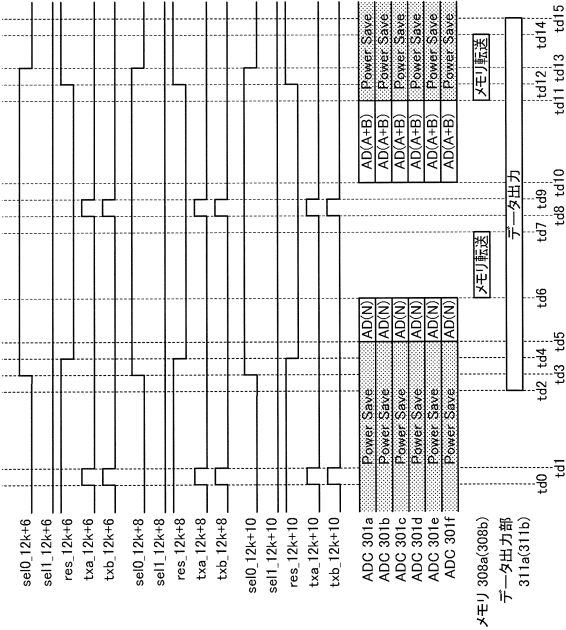 sel0_12k+6
sel1_12k+6
res_12k+6
txa_12k+6
txb_12k+6
sel0_12k+8
sel1_12k+8
res_12k+8
txa_12k+8
txb_12k+8
sel0_12k+10
sel1_12k+10
res_12k+10
txa_12k+10
txb_12k+10
ADC 301a Power Save AD(N) AD(A+B) Power Save
ADC 301b Power Save AD(N) AD(A+B) Power Save
ADC 301c Power Save AD(N) AD(A+B) Power Save
ADC 301d Power Save AD(N) AD(A+B) Power Save
ADC 301e Power Save AD(N) AD(A+B) Power Save
ADC 301f Power Save AD(N) AD(A+B) Power Save
メモリ 308a(308b) メモリ転送 メモリ転送
データ出力部 データ出力
311a(311b)
td0 td1 td2 td3 td4 td5 td6 td7 td8 td9 td10 td11 td12 td13 td14 td15